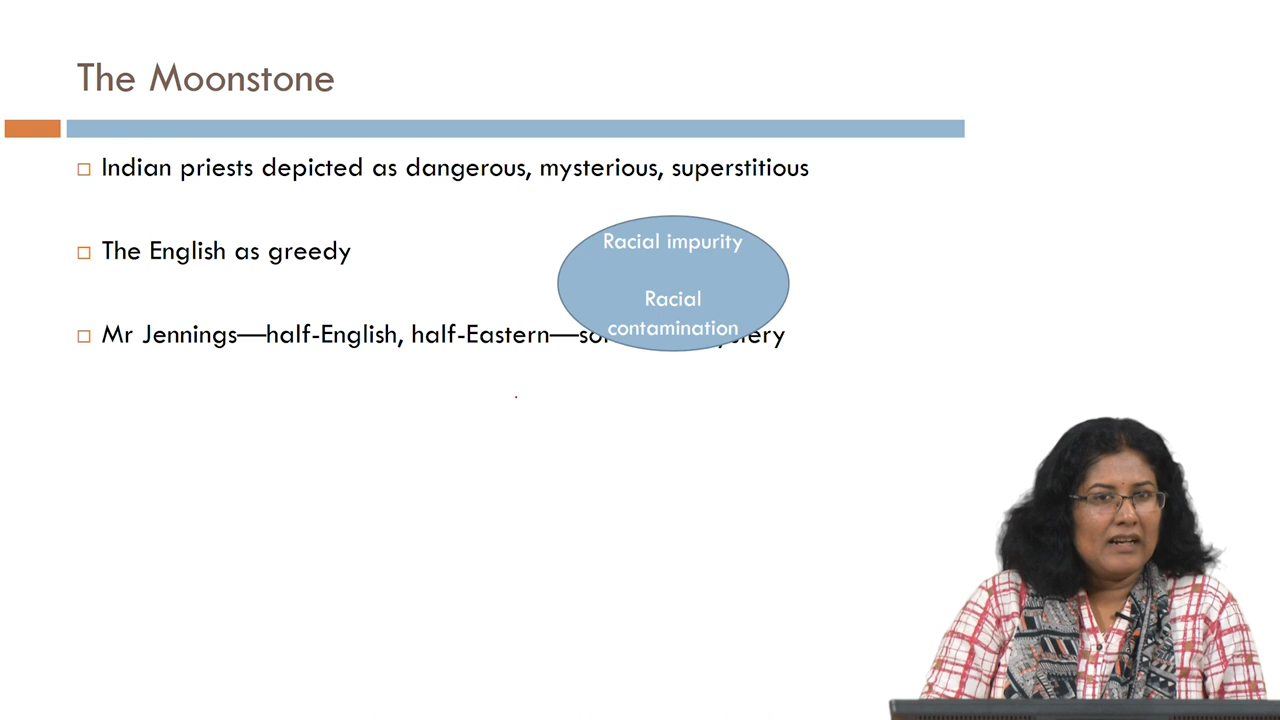 The Moonstone
Indian priests depicted as dangerous, mysterious, superstitious
The English as greedy
Racial impurity
Racial
contamination
Mr Jennings—half-English, half-Eastern—